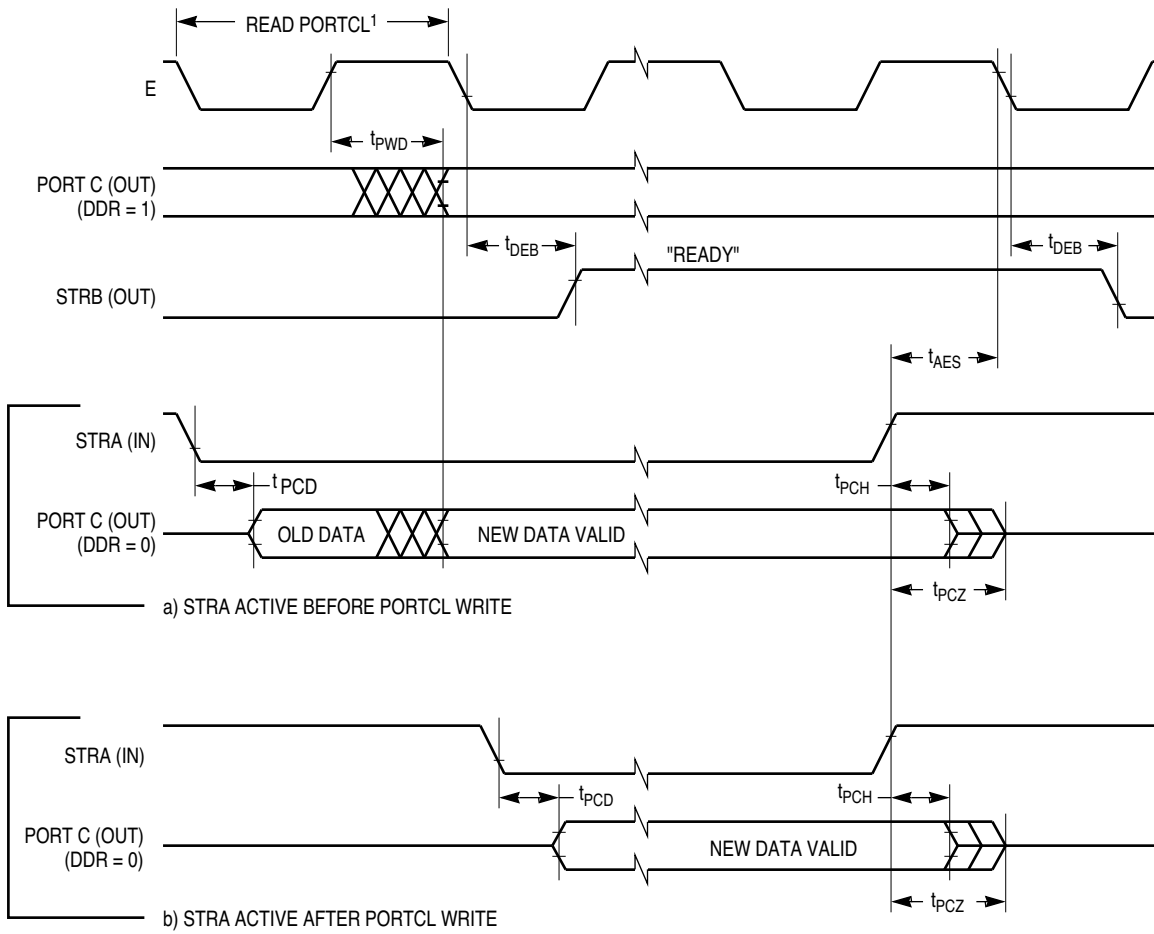 READ PORTCL1
E
tPWD
PORT C (OUT)
(DDR = 1)
tDEB
"READY"
tDEB
STRB (OUT)
tAES
STRA (IN)
tPCD
tPCH
PORT C (OUT)
(DDR = 0)
OLD DATA
NEW DATA VALID
tPCZ
a) STRA ACTIVE BEFORE PORTCL WRITE
STRA (IN)
tPCD
tPCH
PORT C (OUT)
(DDR = 0)
NEW DATA VALID
tPCZ
b) STRA ACTIVE AFTER PORTCL WRITE